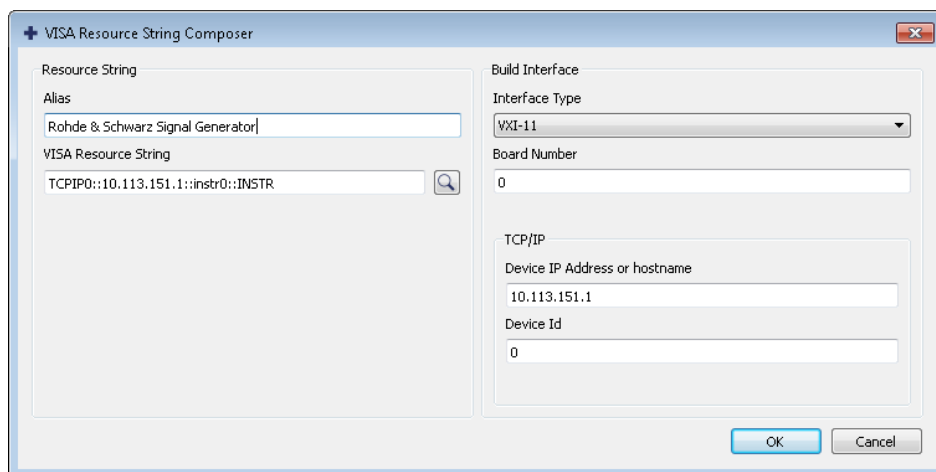 VISA Resource String Composer
Resource String
Alias
Rohde & Schwarz Signal Generator
VISA Resource String
TCPIP0::10.113.151.1::instr0::INSTR
Build Interface
Interface Type
VXI-11
Board Number
0
TCP/IP
Device IP Address or hostname
10.113.151.1
Device Id
0
OK
Cancel